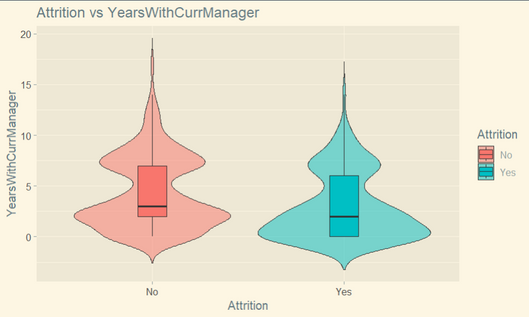 Attrition vs YearsWithCurrManager
YearsWithCurrManager
20
15
10
5
0
No
Yes
Attrition
Attrition
No
Yes